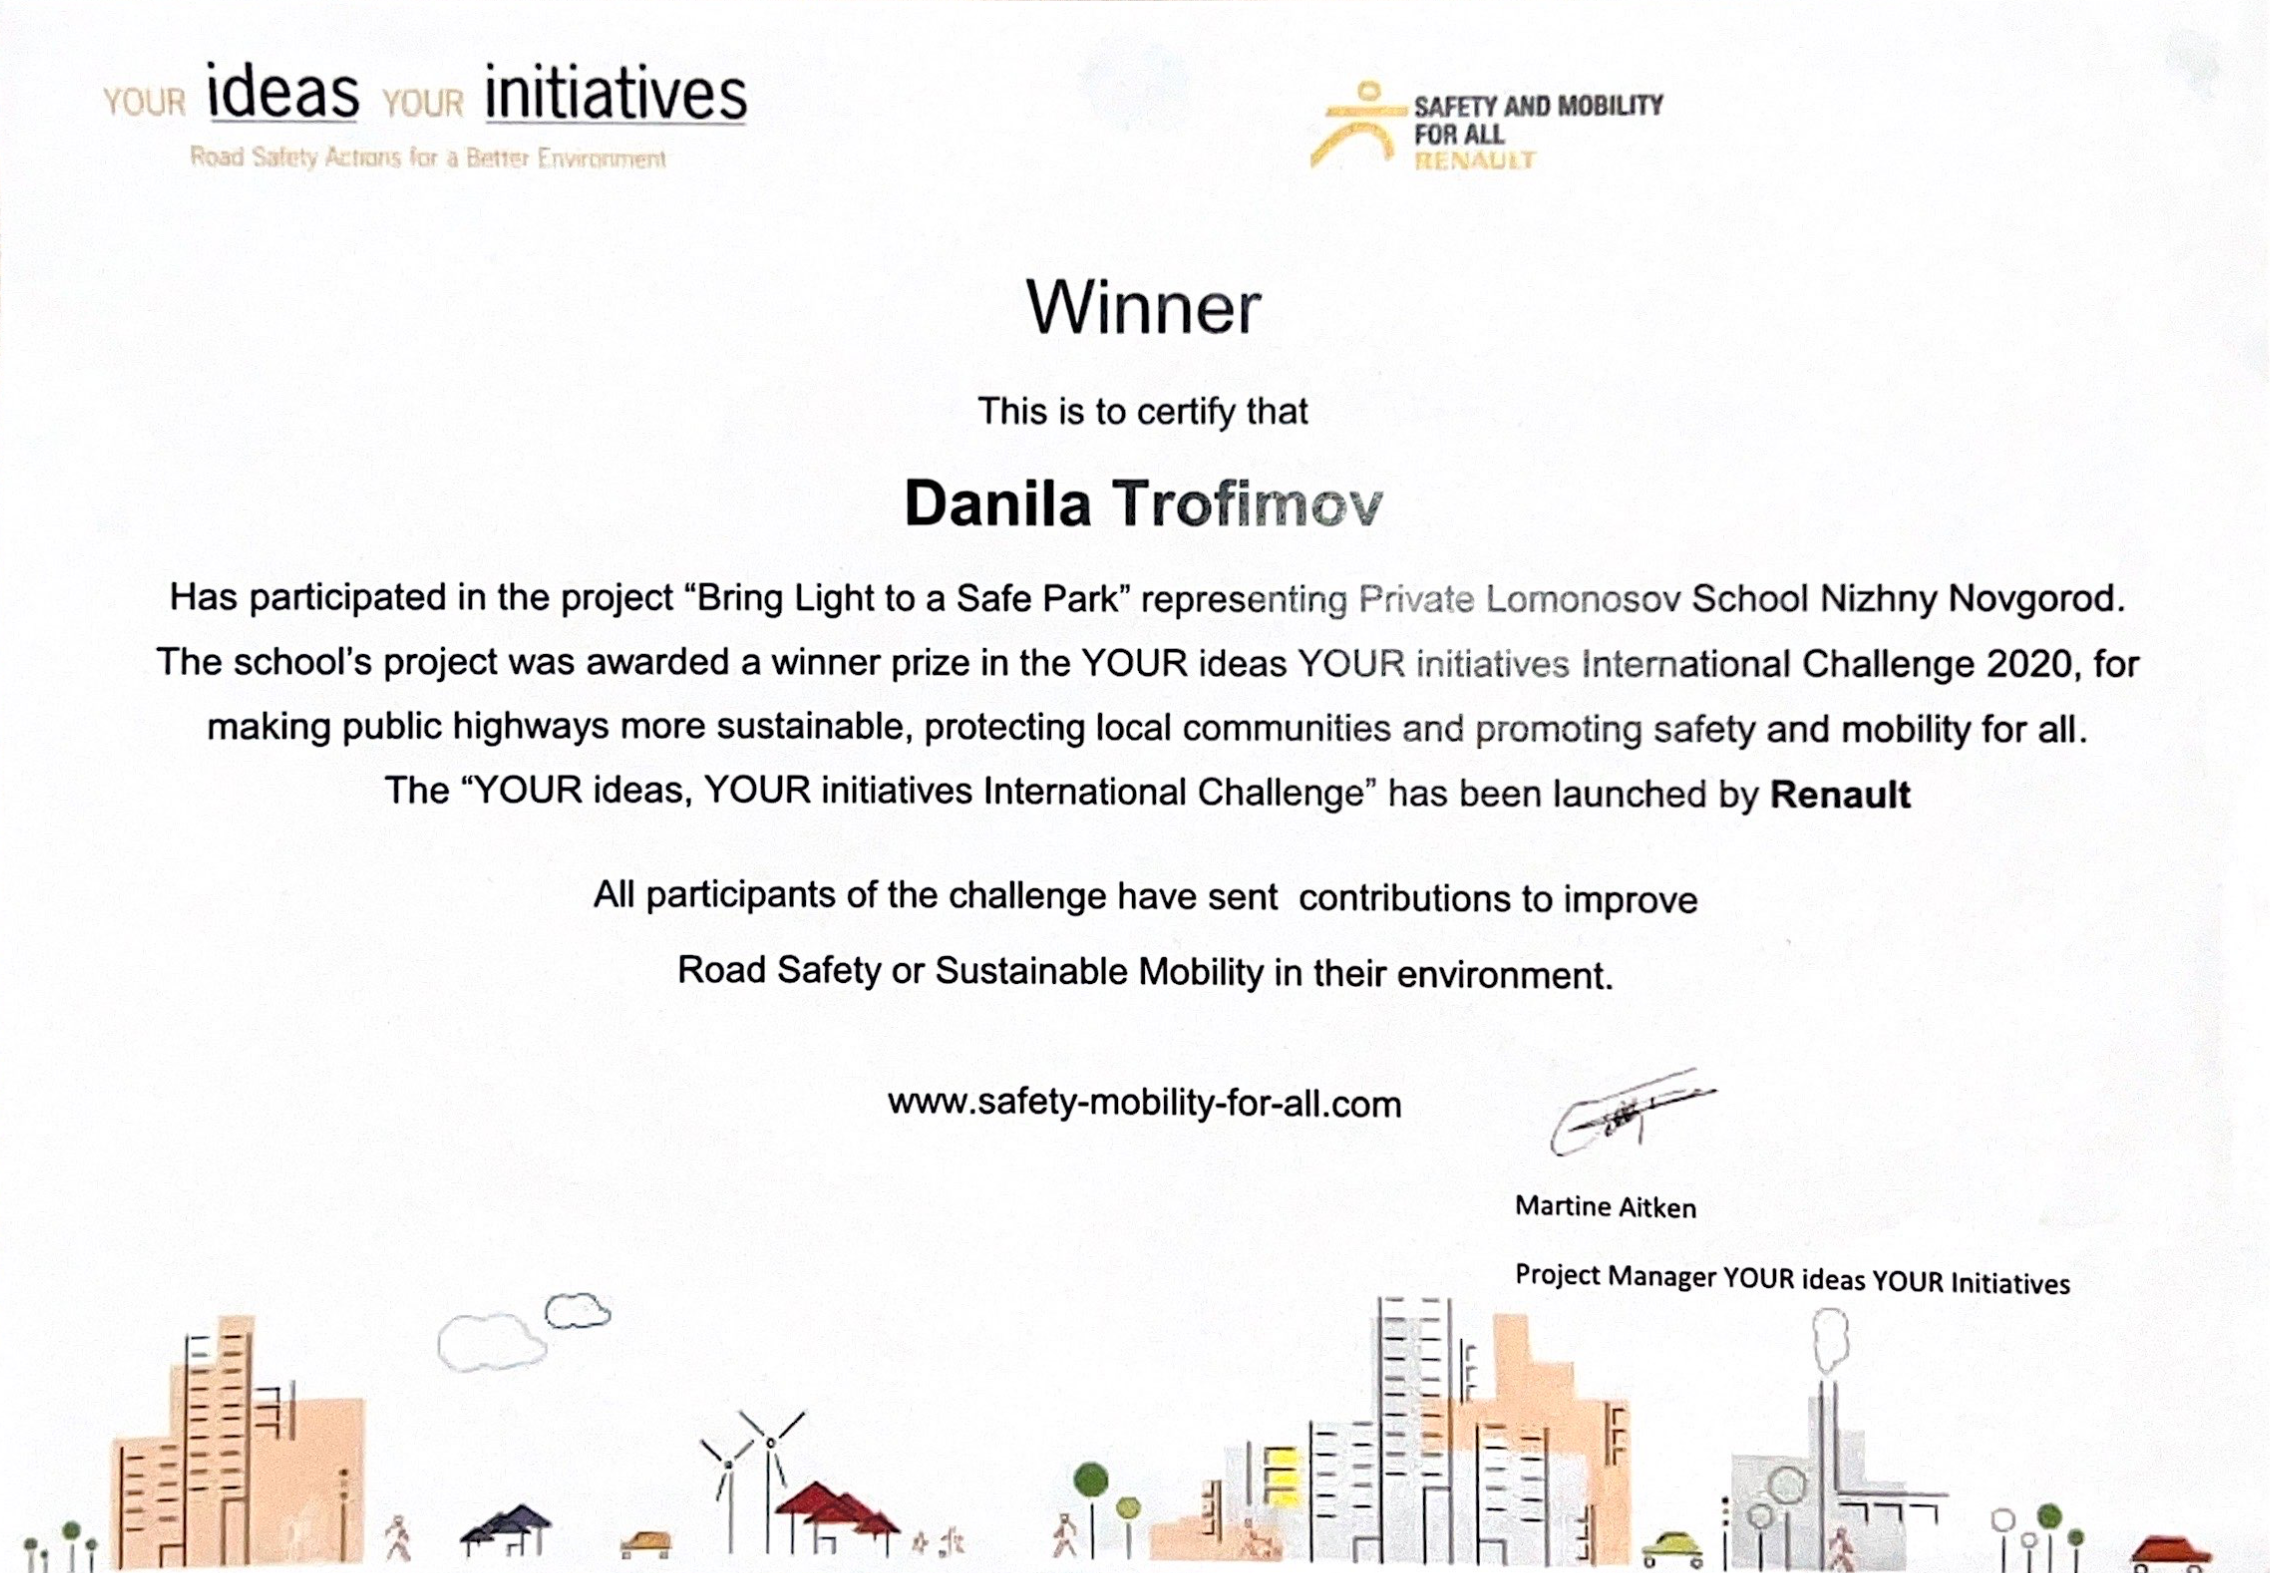 YOUR ideas YOUR initiatives
Road Safety Actions for a Better Environment
SAFETY AND MOBILITY
FOR ALL
RENAULT
Winner
This is to certify that
Danila Trofimov
Has participated in the project “Bring Light to a Safe Park” representing Private Lomonosov School Nizhny Novgorod.
The school’s project was awarded a winner prize in the YOUR ideas YOUR initiatives International Challenge 2020, for
making public highways more sustainable, protecting local communities and promoting safety and mobility for all.
The “YOUR ideas, YOUR initiatives International Challenge” has been launched by Renault
All participants of the challenge have sent contributions to improve
Road Safety or Sustainable Mobility in their environment.
www.safety-mobility-for-all.com
Martine Aitken
Project Manager YOUR ideas YOUR Initiatives